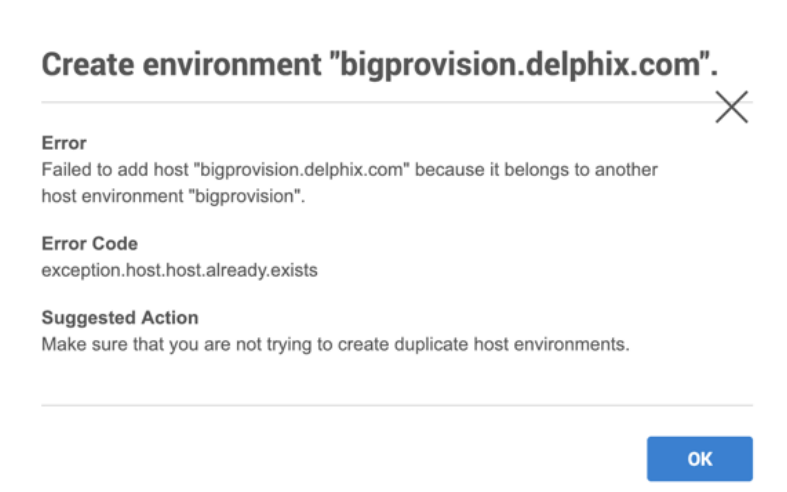 Create environment "bigprovision.delphix.com".
Error
Failed to add host "bigprovision.delphix.com" because it belongs to another
host environment "bigprovision".
Error Code
exception.host.host.already.exists
Suggested Action
Make sure that you are not trying to create duplicate host environments.
OK